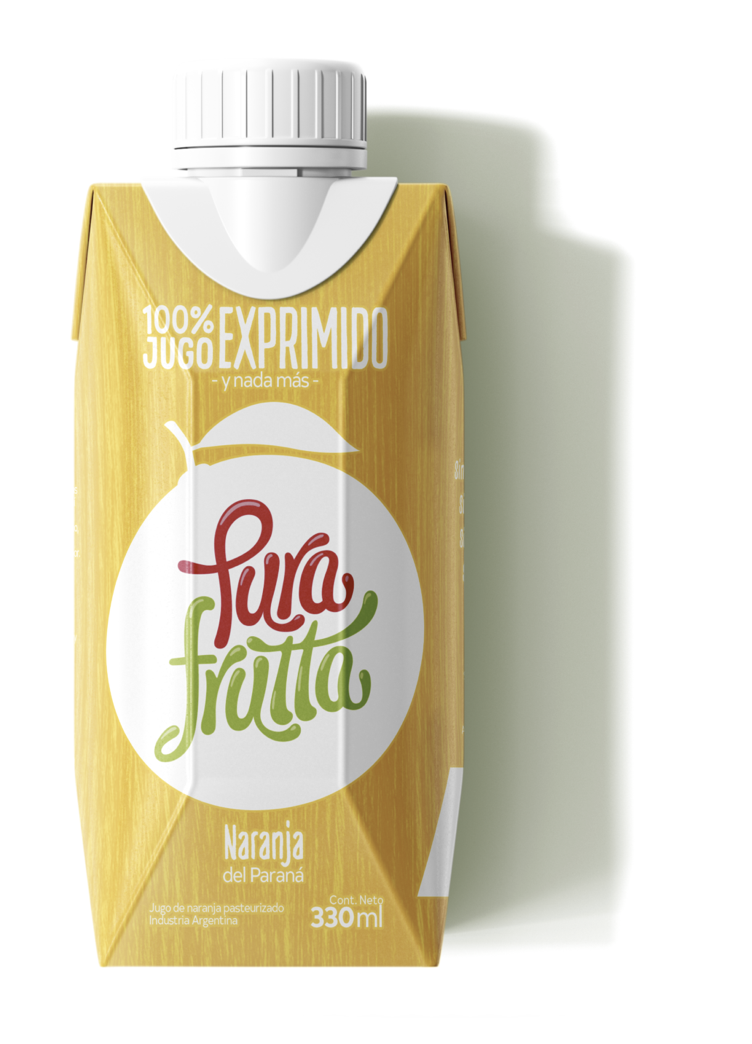 100% JUGO EXPRIMIDO
- y nada más -
Pura
frutta
Naranja
del Paraná
Jugo de naranja pasteurizado
Industria Argentina
Cont. Neto
330ml